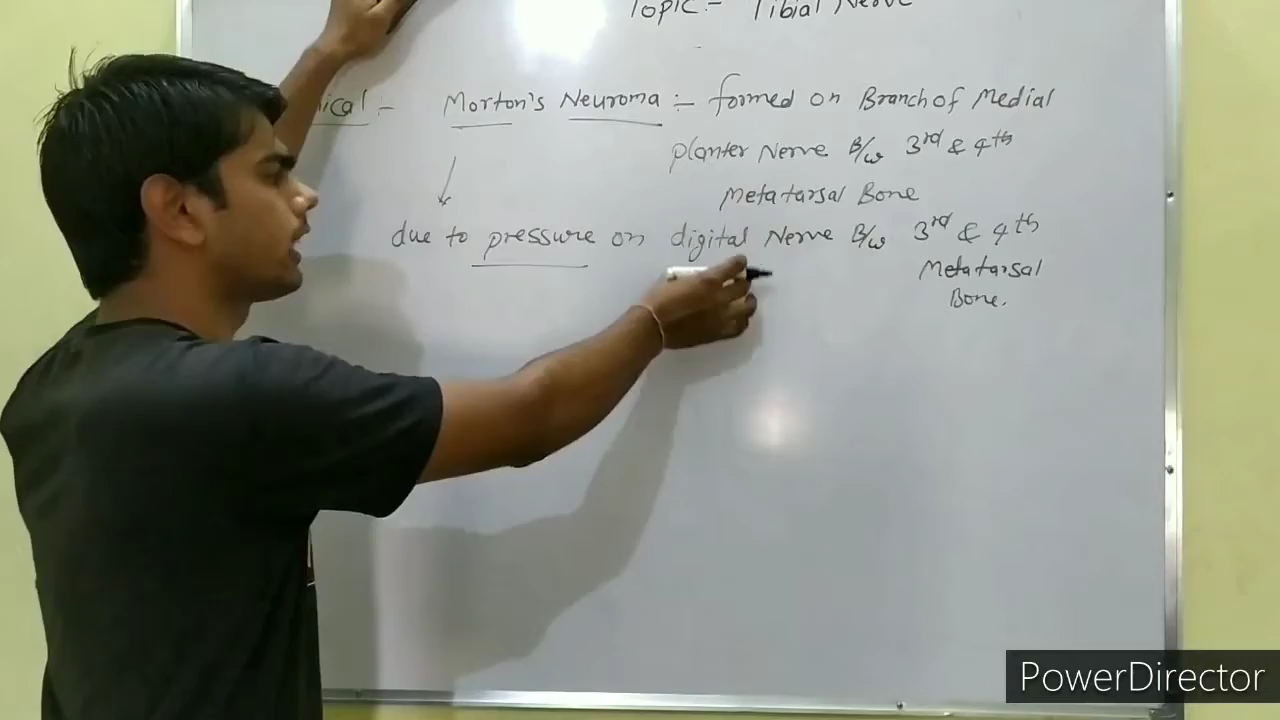 Topic :- Tibial Nerve
ical :- Morton's Neuroma :- formed on Branch of Medial
planter Nerve B/w 3rd & 4th
Metatarsal Bone
due to pressure on digital Nerve B/w 3rd & 4th
Metatarsal
Bone.
PowerDirector